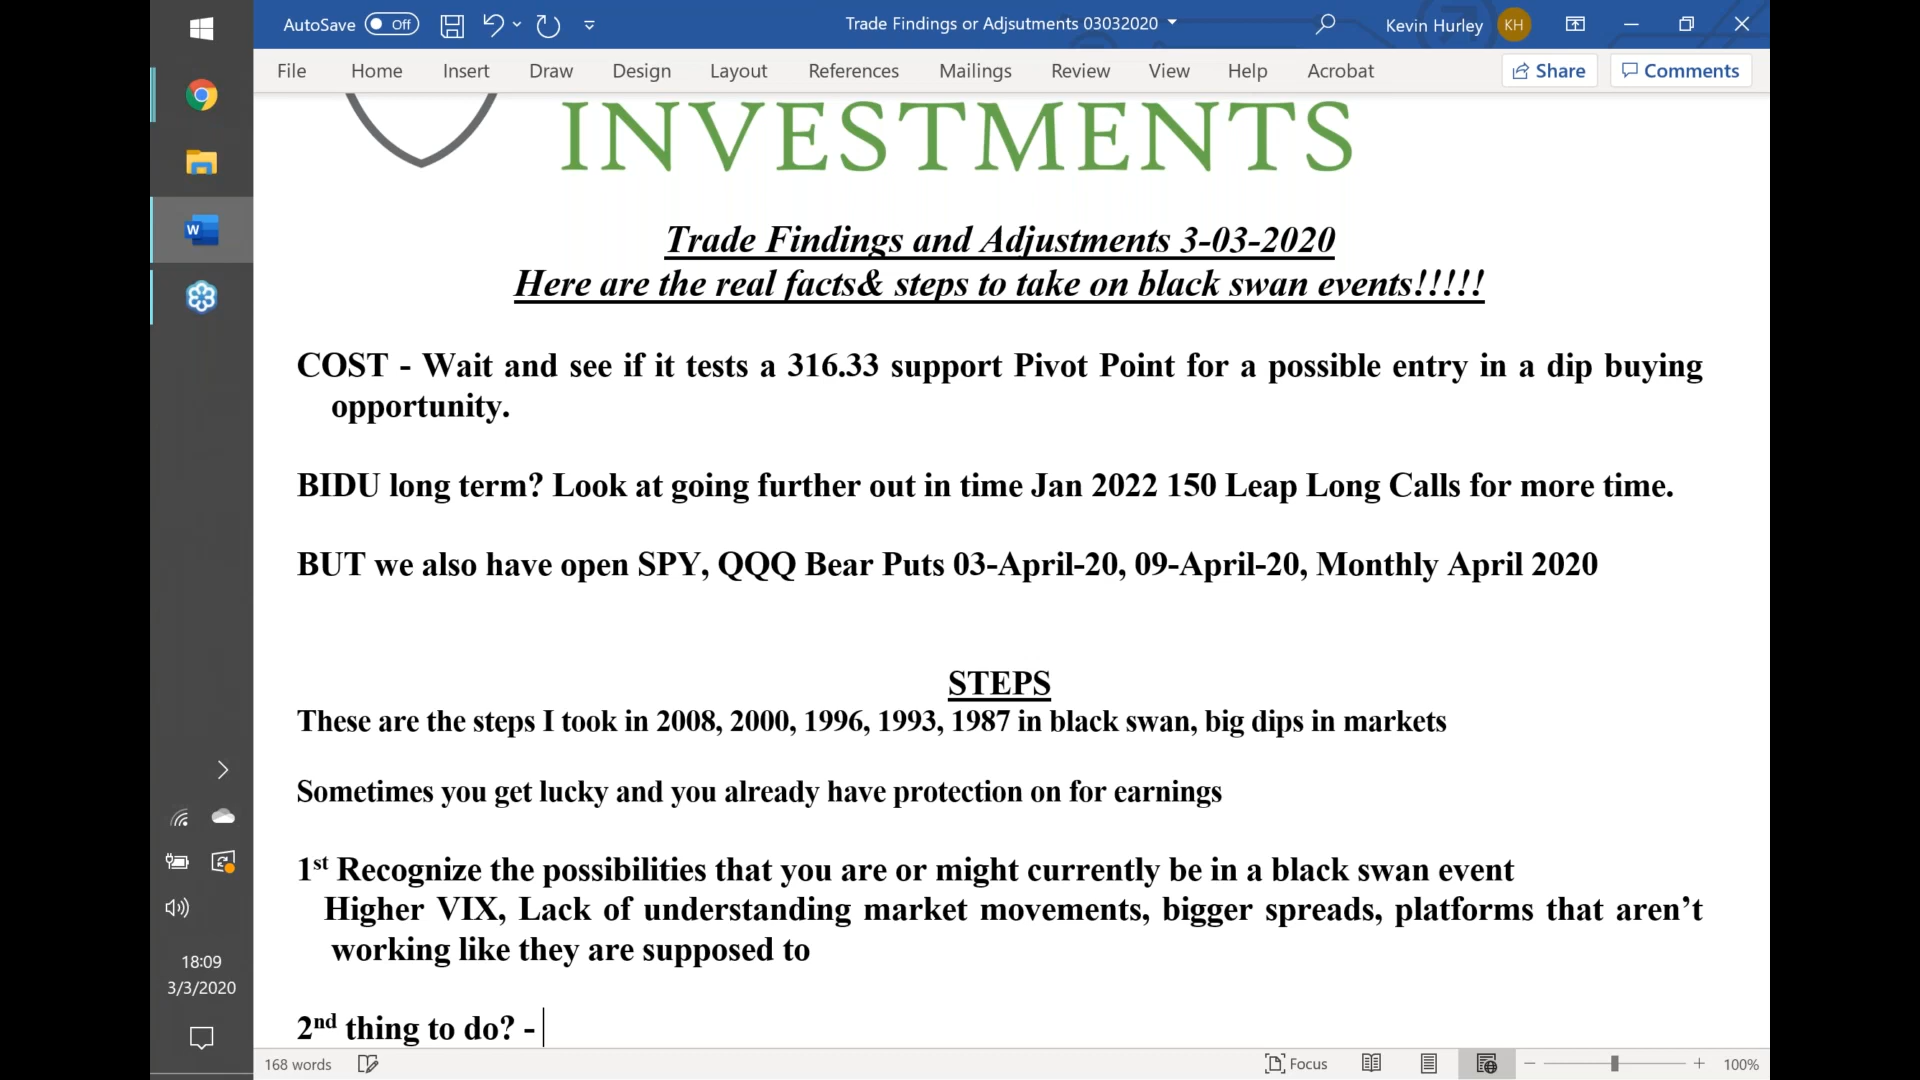 AutoSave Off
Trade Findings or Adjsutments 03032020
Kevin Hurley KH
File Home Insert Draw Design Layout References Mailings Review View Help Acrobat Share Comments
INVESTMENTS
Trade Findings and Adjustments 3-03-2020
Here are the real facts& steps to take on black swan events!!!!!
COST - Wait and see if it tests a 316.33 support Pivot Point for a possible entry in a dip buying
opportunity.
BIDU long term? Look at going further out in time Jan 2022 150 Leap Long Calls for more time.
BUT we also have open SPY, QQQ Bear Puts 03-April-20, 09-April-20, Monthly April 2020
STEPS
These are the steps I took in 2008, 2000, 1996, 1993, 1987 in black swan, big dips in markets
Sometimes you get lucky and you already have protection on for earnings
1st Recognize the possibilities that you are or might currently be in a black swan event
Higher VIX, Lack of understanding market movements, bigger spreads, platforms that aren’t
working like they are supposed to
2nd thing to do? -
18:09
3/3/2020
168 words
Focus
100%